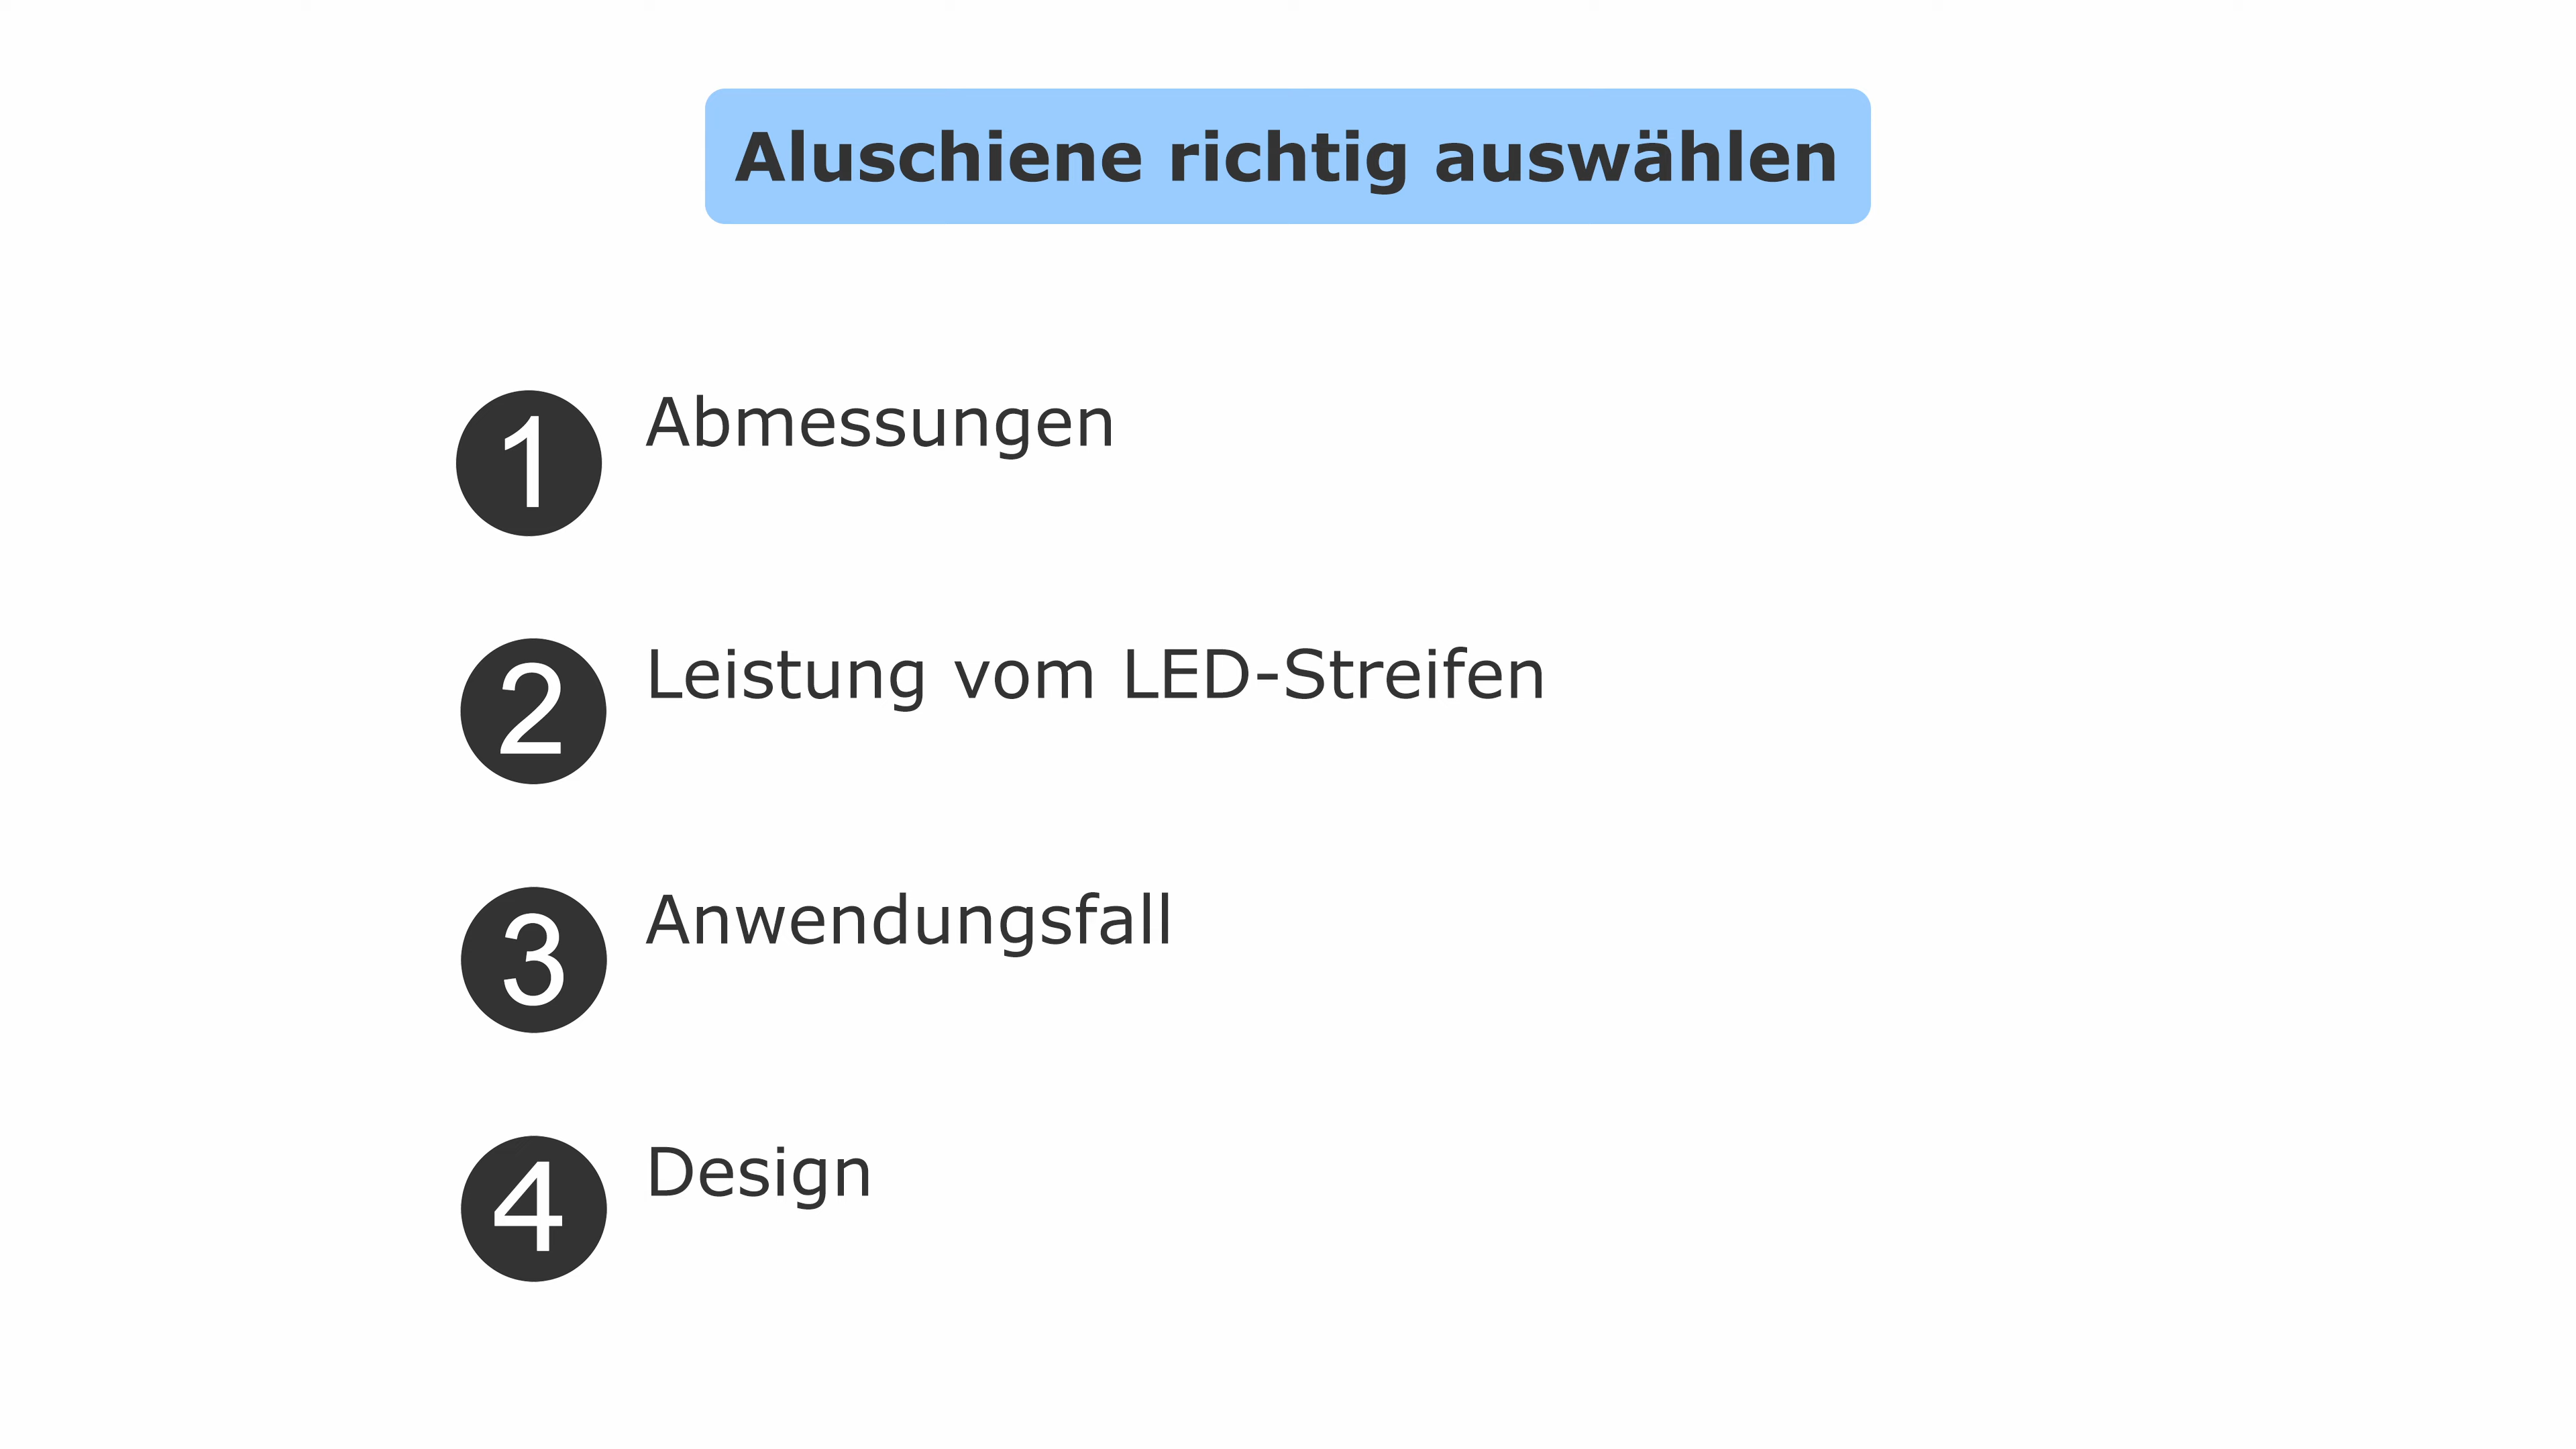 Aluschiene richtig auswählen
1 Abmessungen
2 Leistung vom LED-Streifen
3 Anwendungsfall
4 Design